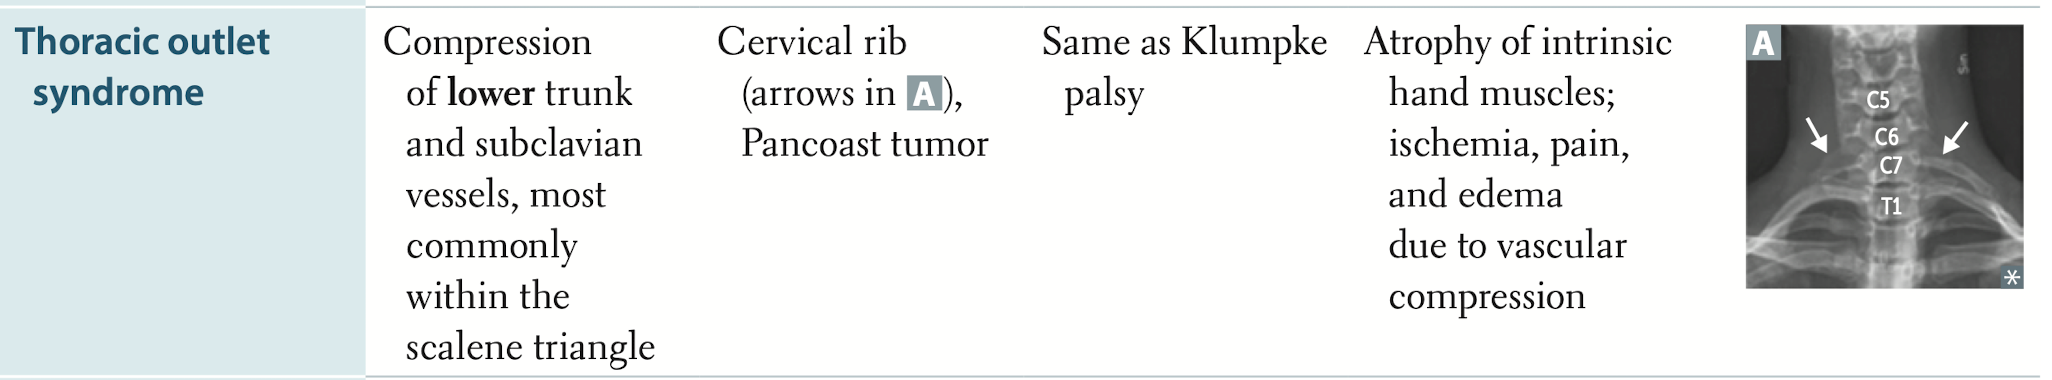 Thoracic outlet
syndrome
Compression
of lower trunk
and subclavian
vessels, most
commonly
within the
scalene triangle
Cervical rib
(arrows in A),
Pancoast tumor
Same as Klumpke
palsy
Atrophy of intrinsic
hand muscles;
ischemia, pain,
and edema
due to vascular
compression
A
C5
C6
C7
T1
*